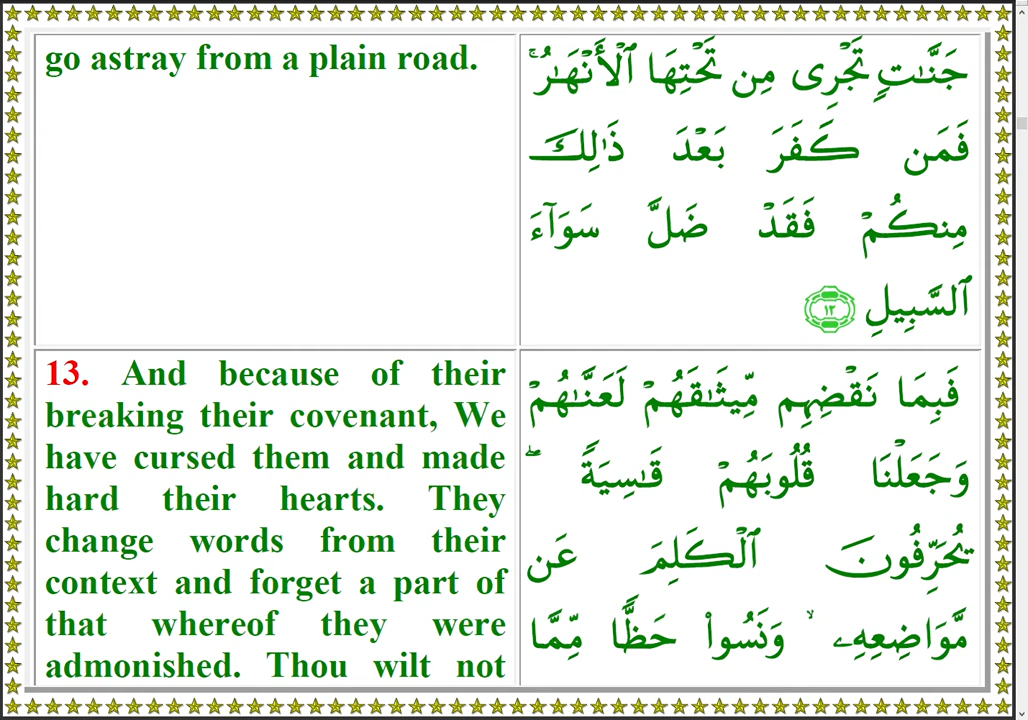 go astray from a plain road.
جَنَّـٰتٍ تَجْرِى مِن تَحْتِهَا ٱلْأَنْهَـٰرُ ۚ
فَمَن كَفَرَ بَعْدَ ذَٰلِكَ
مِنكُمْ فَقَدْ ضَلَّ سَوَآءَ
ٱلسَّبِيلِ ١٢
13. And because of their
breaking their covenant, We
have cursed them and made
hard their hearts. They
change words from their
context and forget a part of
that whereof they were
admonished. Thou wilt not
فَبِمَا نَقْضِهِم مِّيثَـٰقَهُمْ لَعَنَّـٰهُمْ
وَجَعَلْنَا قُلُوبَهُمْ قَـٰسِيَةً ۖ
يُحَرِّفُونَ ٱلْكَلِمَ عَن
مَّوَاضِعِهِۦ ۙ وَنَسُوا۟ حَظًّا مِّمَّا